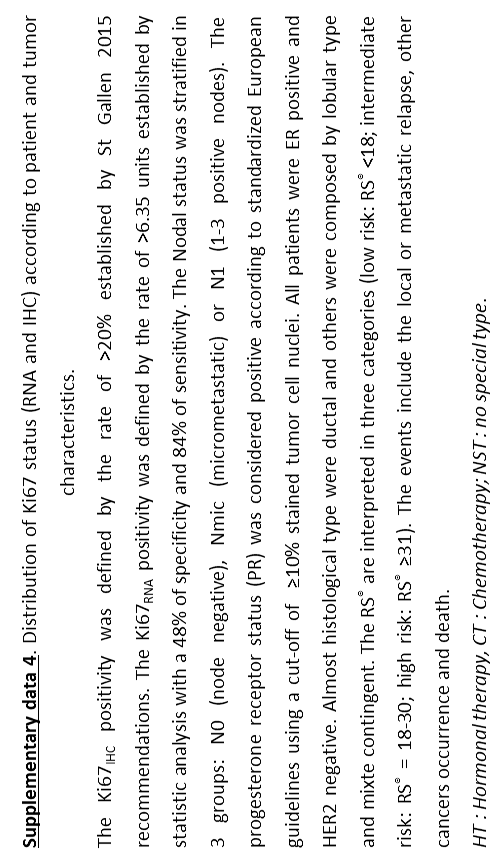 Supplementary data 4. Distribution of Ki67 status (RNA and IHC) according to patient and tumor
characteristics.
The Ki67IHC positivity was defined by the rate of >20% established by St Gallen 2015
recommendations. The Ki67RNA positivity was defined by the rate of >6.35 units established by
statistic analysis with a 48% of specificity and 84% of sensitivity. The Nodal status was stratified in
3 groups: N0 (node negative), Nmic (micrometastatic) or N1 (1-3 positive nodes). The
progesterone receptor status (PR) was considered positive according to standardized European
guidelines using a cut-off of ≥10% stained tumor cell nuclei. All patients were ER positive and
HER2 negative. Almost histological type were ductal and others were composed by lobular type
and mixte contingent. The RS® are interpreted in three categories (low risk: RS® <18; intermediate
risk: RS® = 18-30; high risk: RS® ≥31). The events include the local or metastatic relapse, other
cancers occurrence and death.
HT : Hormonal therapy, CT : Chemotherapy; NST : no special type.